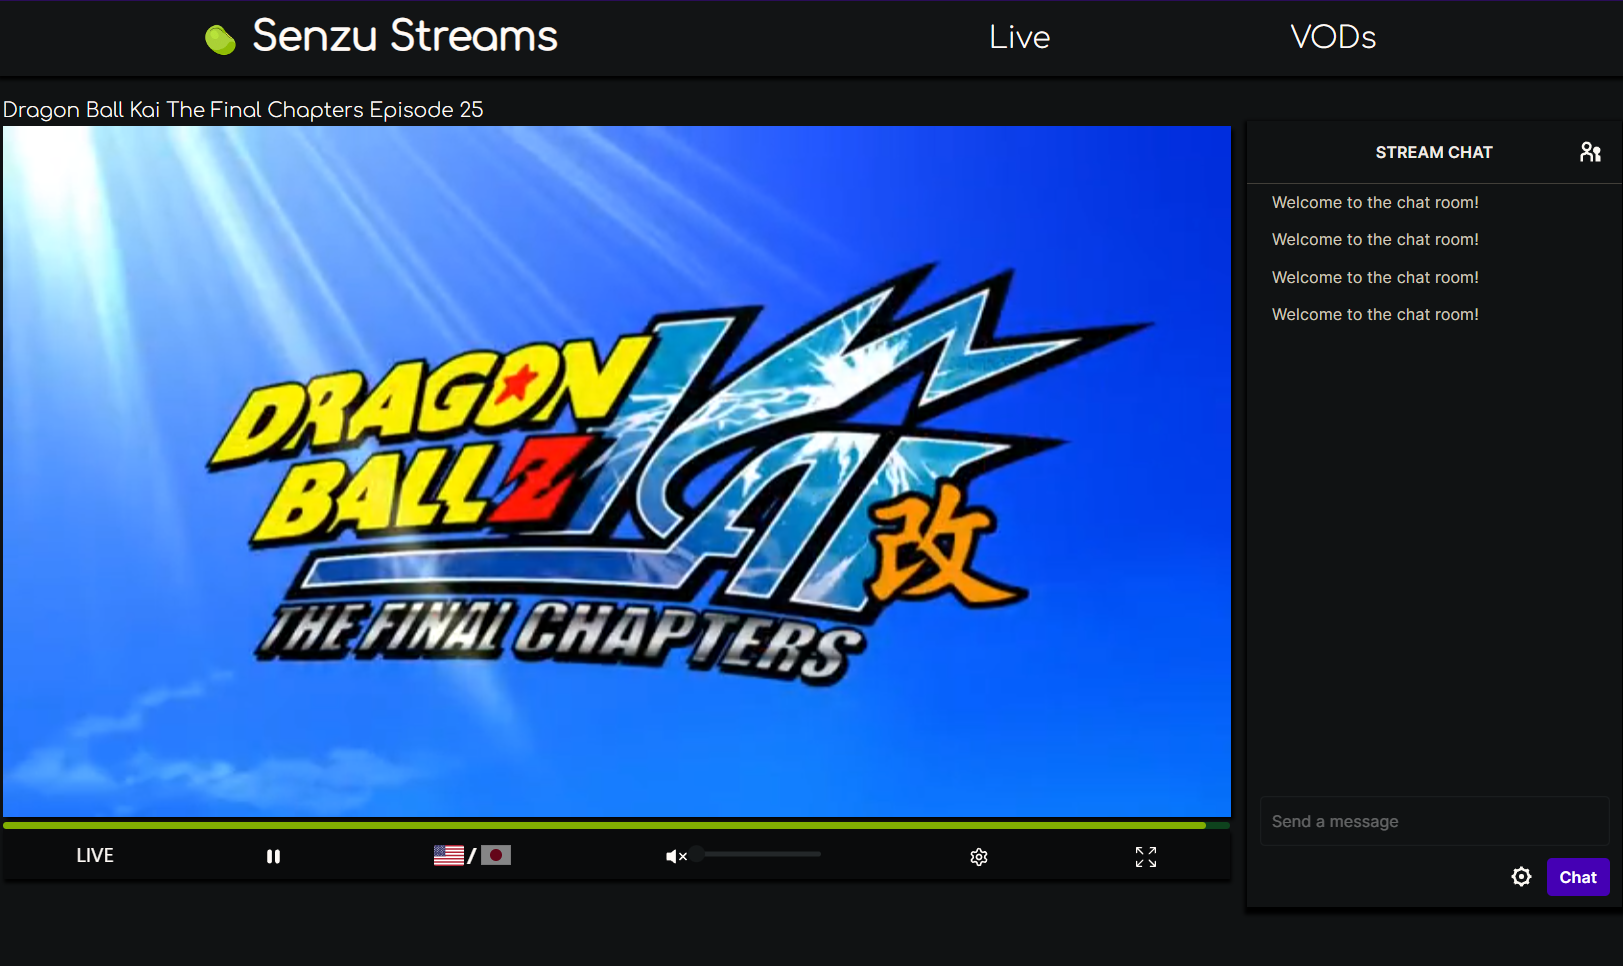 Senzu Streams
Live
VODs
Dragon Ball Kai The Final Chapters Episode 25
DRAGON
BALL Z KAI
改
THE FINAL CHAPTERS
LIVE
/
STREAM CHAT
Welcome to the chat room!
Welcome to the chat room!
Welcome to the chat room!
Welcome to the chat room!
Send a message
Chat